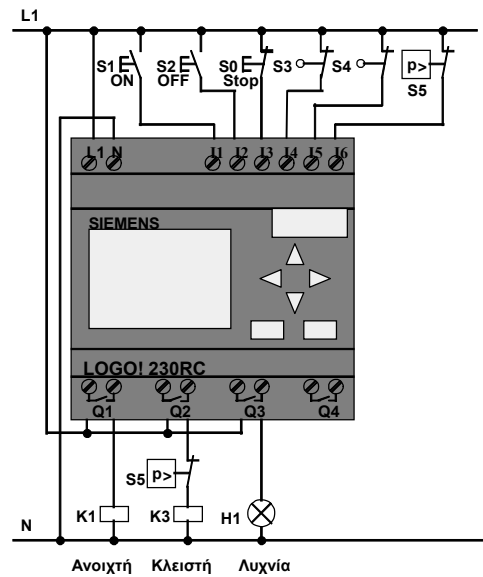 L1
S1 S2 S0 S3 S4 p>
ON OFF Stop S5
L1 N I1 I2 I3 I4 I5 I6
SIEMENS
LOGO! 230RC
Q1 Q2 Q3 Q4
S5 p>
K1 K3 H1
N
Ανοιχτή Κλειστή Λυχνία